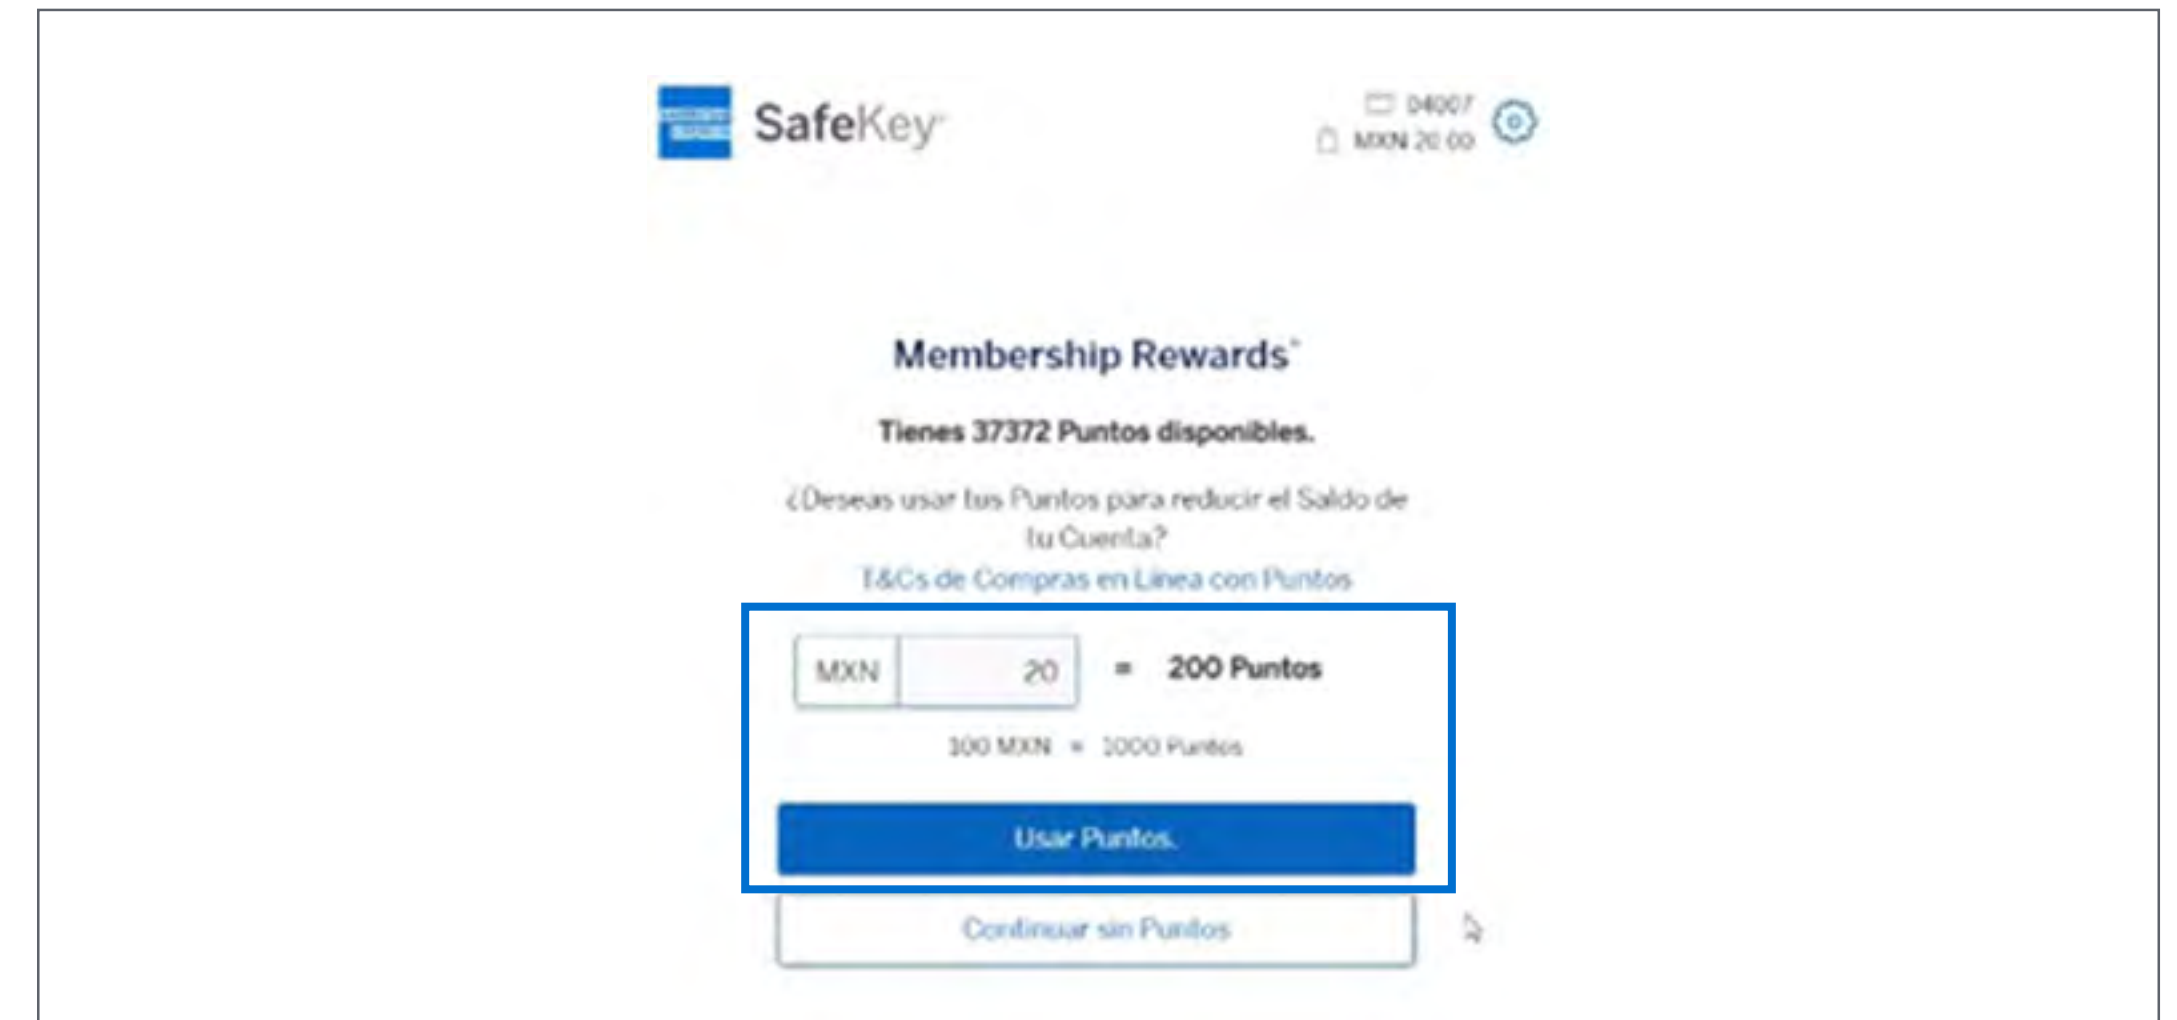 SafeKey
04007
MXN 20.00
Membership Rewards®
Tienes 37372 Puntos disponibles.
¿Deseas usar tus Puntos para reducir el Saldo de
tu Cuenta?
T&Cs de Compras en Línea con Puntos
MXN 20 = 200 Puntos
100 MXN = 1000 Puntos
Usar Puntos.
Continuar sin Puntos